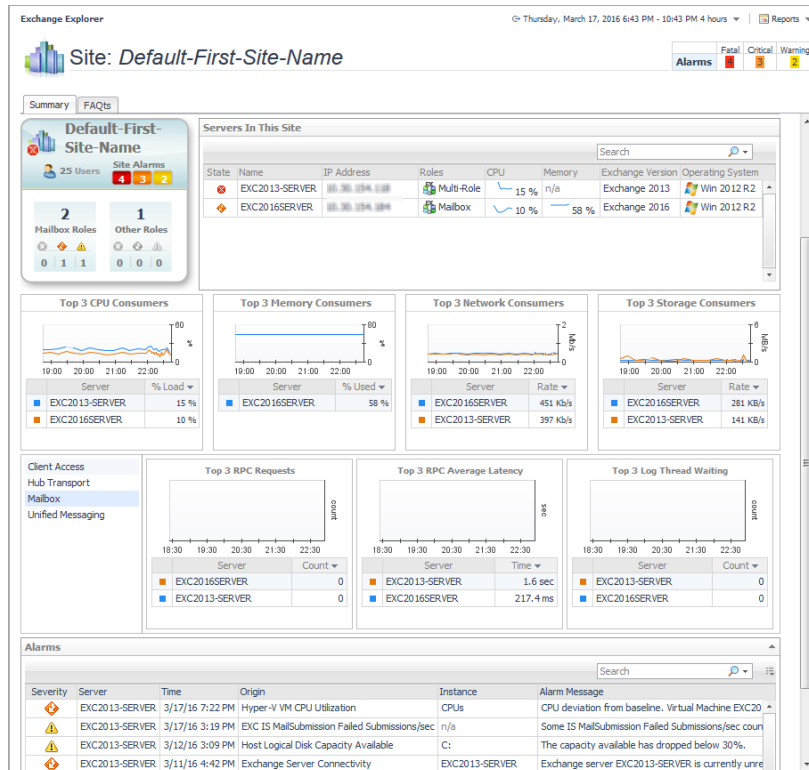 Exchange Explorer
Thursday, March 17, 2016 6:43 PM - 10:43 PM 4 hours
Reports
Site: Default-First-Site-Name
Fatal Critical Warning
Alarms 4 3 2
Summary FAQts
Default-First-
Site-Name
25 Users
Site Alarms
4 3 2
2
Mailbox Roles
0 1 1
1
Other Roles
0 0 0
Servers In This Site
Search
State Name IP Address Roles CPU Memory Exchange Version Operating System
EXC2013-SERVER Multi-Role 15 % n/a Exchange 2013 Win 2012 R2
EXC2016SERVER Mailbox 10 % 58 % Exchange 2016 Win 2012 R2
Top 3 CPU Consumers
60
%
0
19:00 20:00 21:00 22:00
Server % Load
EXC2013-SERVER 15 %
EXC2016SERVER 10 %
Top 3 Memory Consumers
80
%
0
19:00 20:00 21:00 22:00
Server % Used
EXC2016SERVER 58 %
Top 3 Network Consumers
2
Mb/s
0
19:00 20:00 21:00 22:00
Server Rate
EXC2016SERVER 451 Kb/s
EXC2013-SERVER 397 Kb/s
Top 3 Storage Consumers
6
MB/s
0
19:00 20:00 21:00 22:00
Server Rate
EXC2016SERVER 281 KB/s
EXC2013-SERVER 141 KB/s
Client Access
Hub Transport
Mailbox
Unified Messaging
Top 3 RPC Requests
count
18:30 19:30 20:30 21:30 22:30
Server Count
EXC2016SERVER 0
EXC2013-SERVER 0
Top 3 RPC Average Latency
sec
18:30 19:30 20:30 21:30 22:30
Server Time
EXC2013-SERVER 1.6 sec
EXC2016SERVER 217.4 ms
Top 3 Log Thread Waiting
count
18:30 19:30 20:30 21:30 22:30
Server Count
EXC2013-SERVER 0
EXC2016SERVER 0
Alarms
Search
Severity Server Time Origin Instance Alarm Message
EXC2013-SERVER 3/17/16 7:22 PM Hyper-V VM CPU Utilization CPUs CPU deviation from baseline. Virtual Machine EXC20
EXC2013-SERVER 3/17/16 3:19 PM EXC IS MailSubmission Failed Submissions/sec n/a Some IS MailSubmission Failed Submissions/sec coun
EXC2013-SERVER 3/12/16 3:09 PM Host Logical Disk Capacity Available C: The capacity available has dropped below 30%.
EXC2013-SERVER 3/11/16 4:42 PM Exchange Server Connectivity EXC2013-SERVER Exchange server EXC2013-SERVER is currently unre